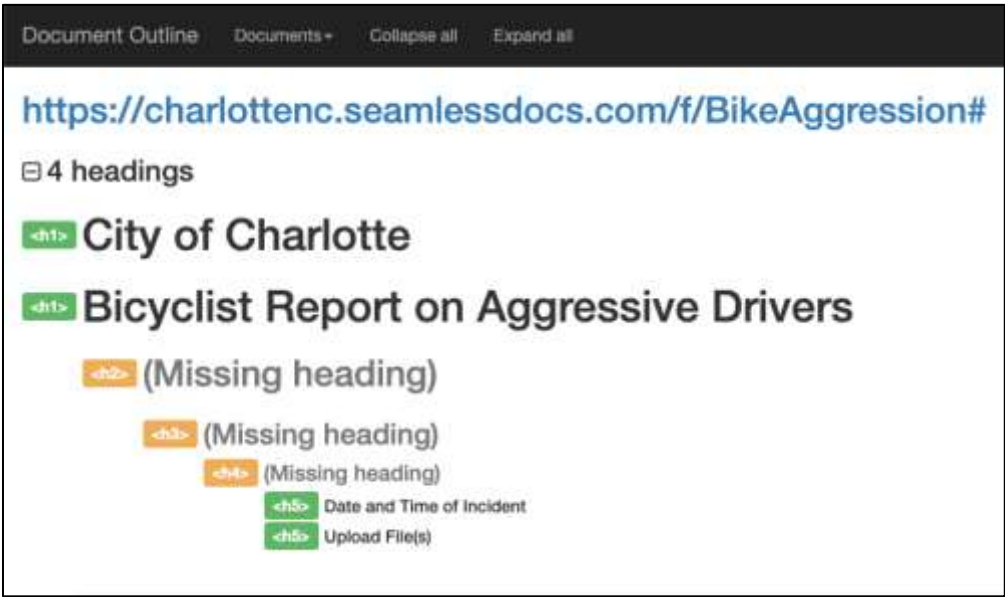 Document Outline Documents Collapse all Expand all
https://charlottenc.seamlessdocs.com/f/BikeAggression#
4 headings
<h1> City of Charlotte
<h1> Bicyclist Report on Aggressive Drivers
<h2> (Missing heading)
<h3> (Missing heading)
<h4> (Missing heading)
<h5> Date and Time of Incident
<h5> Upload File(s)